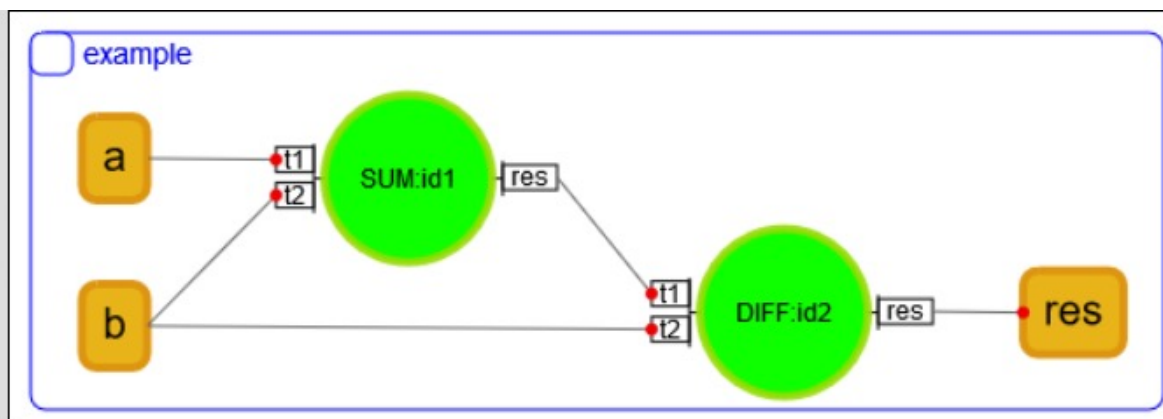 example
a
t1
t2
SUM:id1
res
b
t1
t2
DIFF:id2
res
res